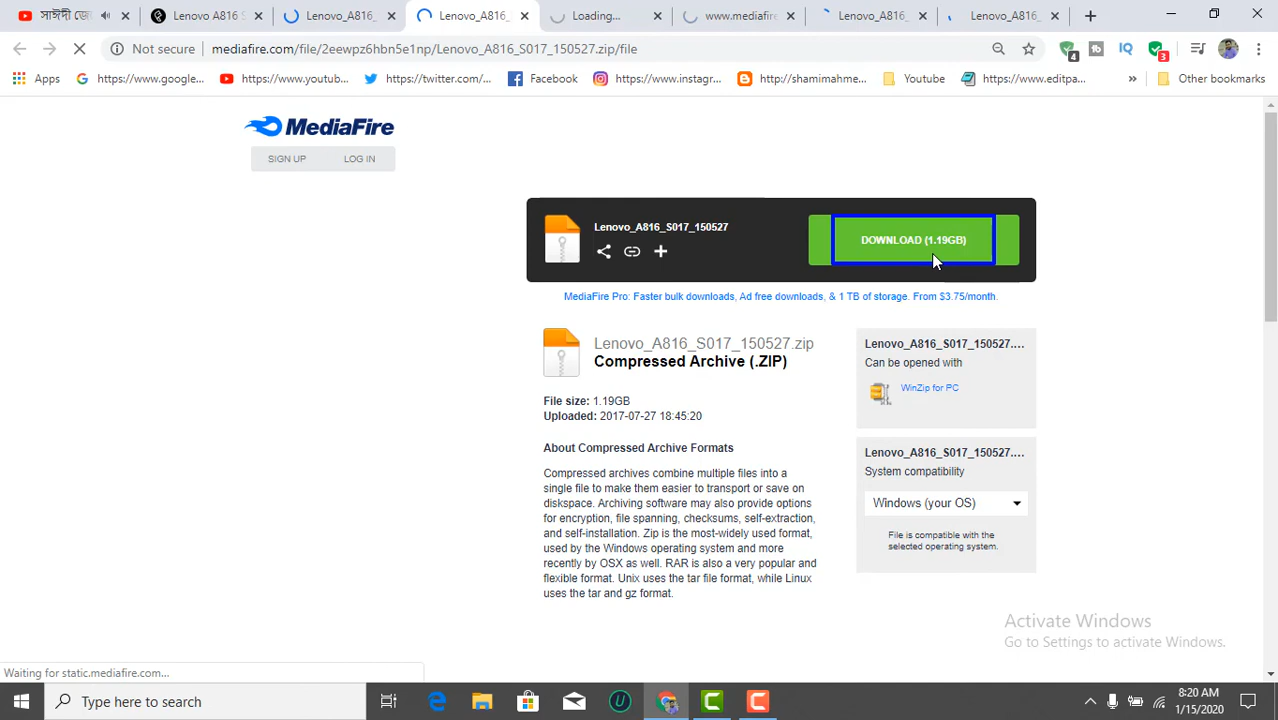 সাঈদী জে
Lenovo A816 S
Lenovo_A816_
Lenovo_A816_
Loading...
www.mediafire
Lenovo_A816_
Lenovo_A816_
Not secure
mediafire.com/file/2eewpz6hbn5e1np/Lenovo_A816_S017_150527.zip/file
4
3
Apps
https://www.google...
https://www.youtub...
https://twitter.com/...
Facebook
https://www.instagr...
http://shamimahme...
Youtube
https://www.editpa...
»
Other bookmarks
MediaFire
SIGN UP
LOG IN
Lenovo_A816_S017_150527
DOWNLOAD (1.19GB)
MediaFire Pro: Faster bulk downloads, Ad free downloads, & 1 TB of storage. From $3.75/month.
Lenovo_A816_S017_150527.zip
Compressed Archive (.ZIP)
File size: 1.19GB
Uploaded: 2017-07-27 18:45:20
About Compressed Archive Formats
Compressed archives combine multiple files into a
single file to make them easier to transport or save on
diskspace. Archiving software may also provide options
for encryption, file spanning, checksums, self-extraction,
and self-installation. Zip is the most-widely used format,
used by the Windows operating system and more
recently by OSX as well. RAR is also a very popular and
flexible format. Unix uses the tar file format, while Linux
uses the tar and gz format.
Lenovo_A816_S017_150527....
Can be opened with
WinZip for PC
Lenovo_A816_S017_150527....
System compatibility
Windows (your OS)
File is compatible with the
selected operating system.
Activate Windows
Go to Settings to activate Windows.
Waiting for static.mediafire.com...
Type here to search
8:20 AM
1/15/2020